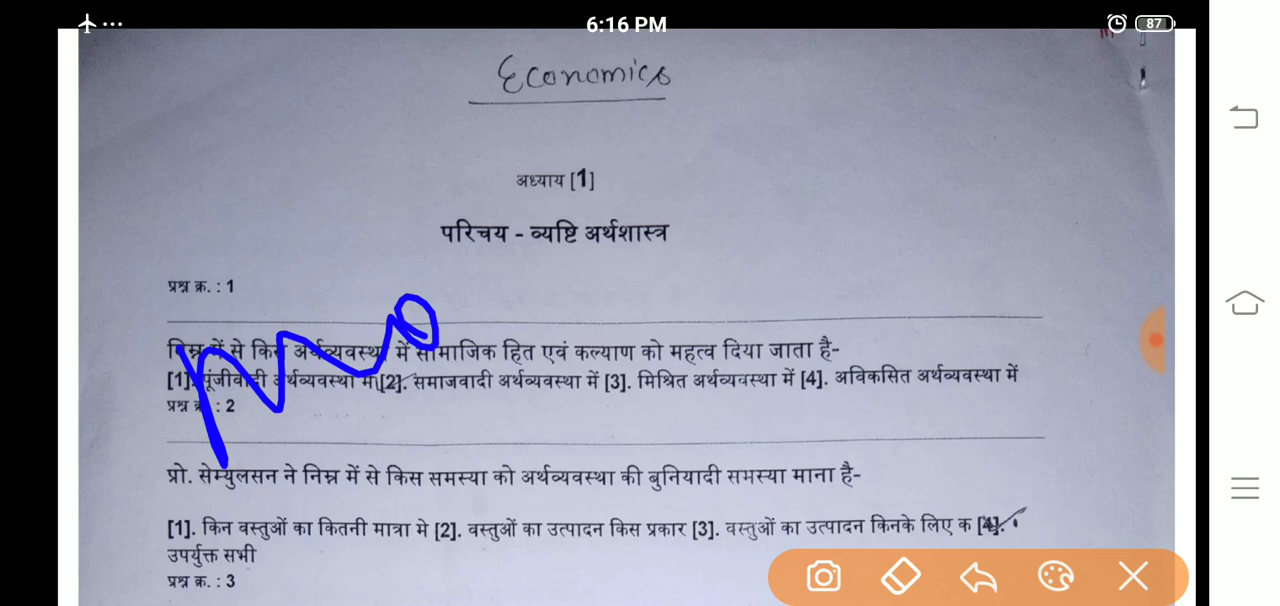 6:16 PM
87
Economics
अध्याय [1]
परिचय - व्यष्टि अर्थशास्त्र
प्रश्न क्र. : 1
निम्न में से किस अर्थव्यवस्था में सामाजिक हित एवं कल्याण को महत्व दिया जाता है-
[1]. पूंजीवादी अर्थव्यवस्था में [2]. समाजवादी अर्थव्यवस्था में [3]. मिश्रित अर्थव्यवस्था में [4]. अविकसित अर्थव्यवस्था में
प्रश्न क्र. : 2
प्रो. सेम्युलसन ने निम्न में से किस समस्या को अर्थव्यवस्था की बुनियादी समस्या माना है-
[1]. किन वस्तुओं का कितनी मात्रा मे [2]. वस्तुओं का उत्पादन किस प्रकार [3]. वस्तुओं का उत्पादन किनके लिए क [4].
उपर्युक्त सभी
प्रश्न क्र. : 3